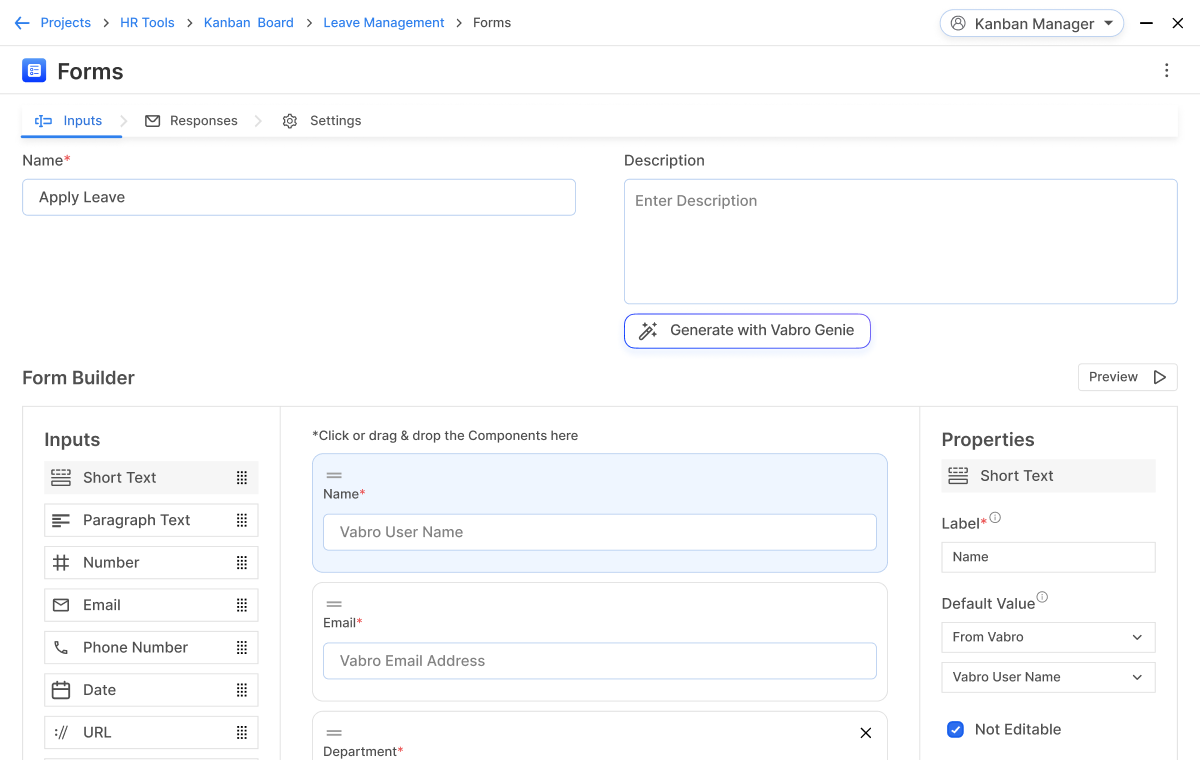 Projects > HR Tools > Kanban Board > Leave Management > Forms
Kanban Manager
Forms
Inputs
Responses
Settings
Name*
Apply Leave
Description
Enter Description
Generate with Vabro Genie
Form Builder
Preview
Inputs
Short Text
Paragraph Text
Number
Email
Phone Number
Date
URL
*Click or drag & drop the Components here
Name*
Vabro User Name
Email*
Vabro Email Address
Department*
Properties
Short Text
Label*
Name
Default Value
From Vabro
Vabro User Name
Not Editable